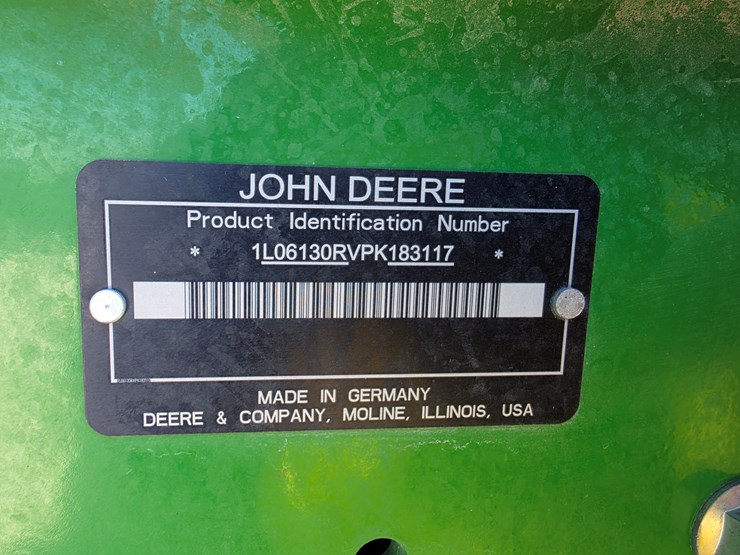 JOHN DEERE
Product Identification Number
* 1L06130RVPK183117 *
MADE IN GERMANY
DEERE & COMPANY, MOLINE, ILLINOIS, USA